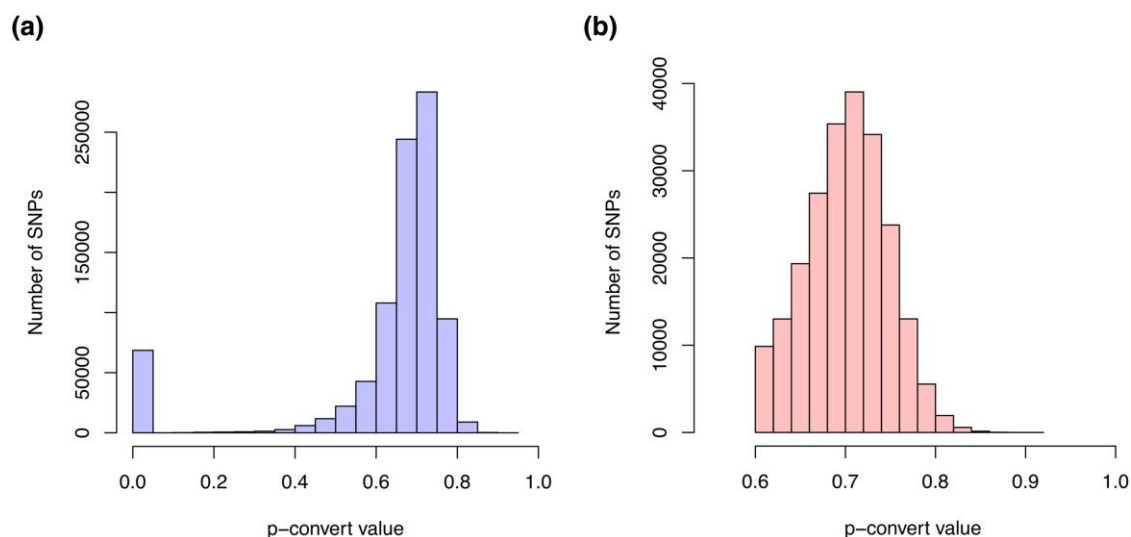 (a)
Number of SNPs
250000
150000
50000
0
0.0 0.2 0.4 0.6 0.8 1.0
p-convert value
(b)
Number of SNPs
40000
30000
20000
10000
0
0.6 0.7 0.8 0.9 1.0
p-convert value